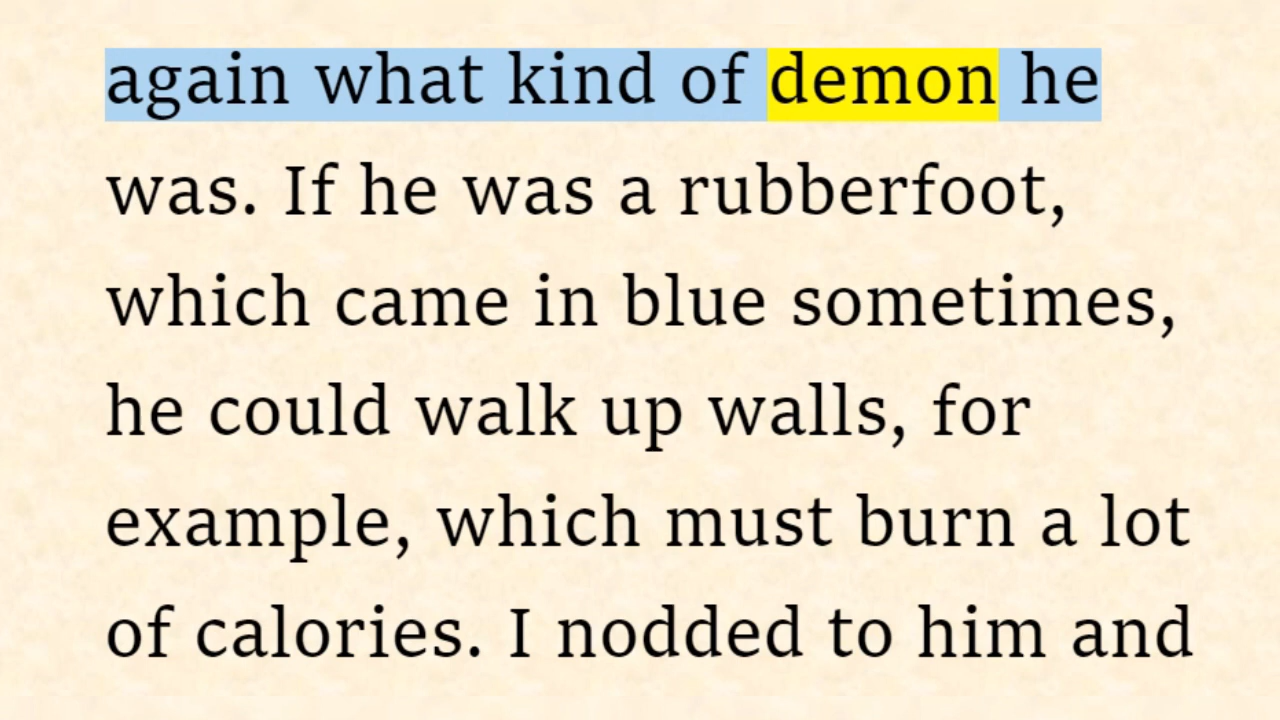 again what kind of demon he
was. If he was a rubberfoot,
which came in blue sometimes,
he could walk up walls, for
example, which must burn a lot
of calories. I nodded to him and